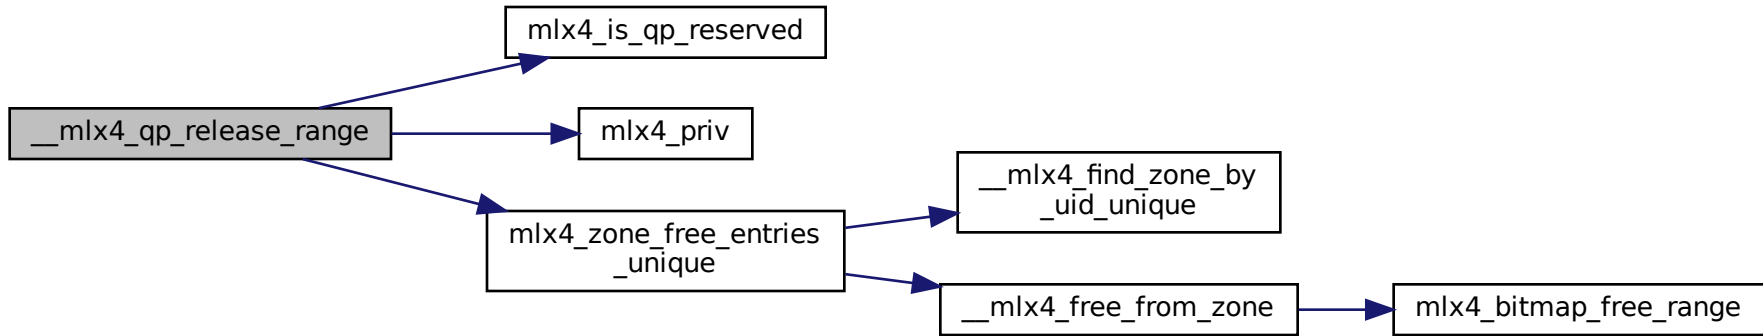 mlx4_is_qp_reserved
__mlx4_qp_release_range
mlx4_priv
__mlx4_find_zone_by
_uid_unique
mlx4_zone_free_entries
_unique
__mlx4_free_from_zone
mlx4_bitmap_free_range